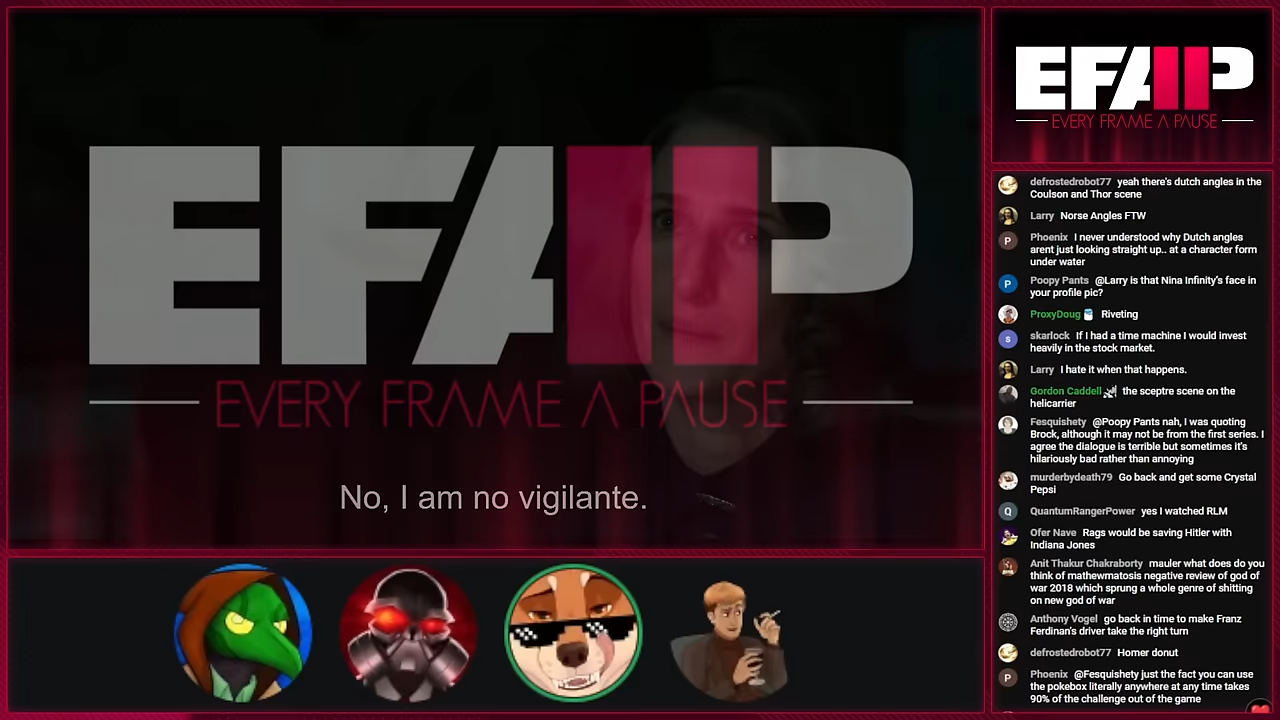 EFAP
EVERY FRAME A PAUSE
No, I am no vigilante.
EFAP
EVERY FRAME A PAUSE
defrostedrobot77 yeah there's dutch angles in the
Coulson and Thor scene
Larry Norse Angles FTW
P
Phoenix I never understood why Dutch angles
arent just looking straight up.. at a character form
under water
P
Poopy Pants @Larry is that Nina Infinity's face in
your profile pic?
ProxyDoug Riveting
s
skarlock If I had a time machine I would invest
heavily in the stock market.
Larry I hate it when that happens.
Gordon Caddell the sceptre scene on the
helicarrier
Fesquishety @Poopy Pants nah, I was quoting
Brock, although it may not be from the first series. I
agree the dialogue is terrible but sometimes it's
hilariously bad rather than annoying
murderbydeath79 Go back and get some Crystal
Pepsi
Q
QuantumRangerPower yes I watched RLM
Ofer Nave Rags would be saving Hitler with
Indiana Jones
Anit Thakur Chakraborty mauler what does do you
think of mathewmatosis negative review of god of
war 2018 which sprung a whole genre of shitting
on new god of war
Anthony Vogel go back in time to make Franz
Ferdinan's driver take the right turn
defrostedrobot77 Homer donut
P
Phoenix @Fesquishety just the fact you can use
the pokebox literally anywhere at any time takes
90% of the challenge out of the game